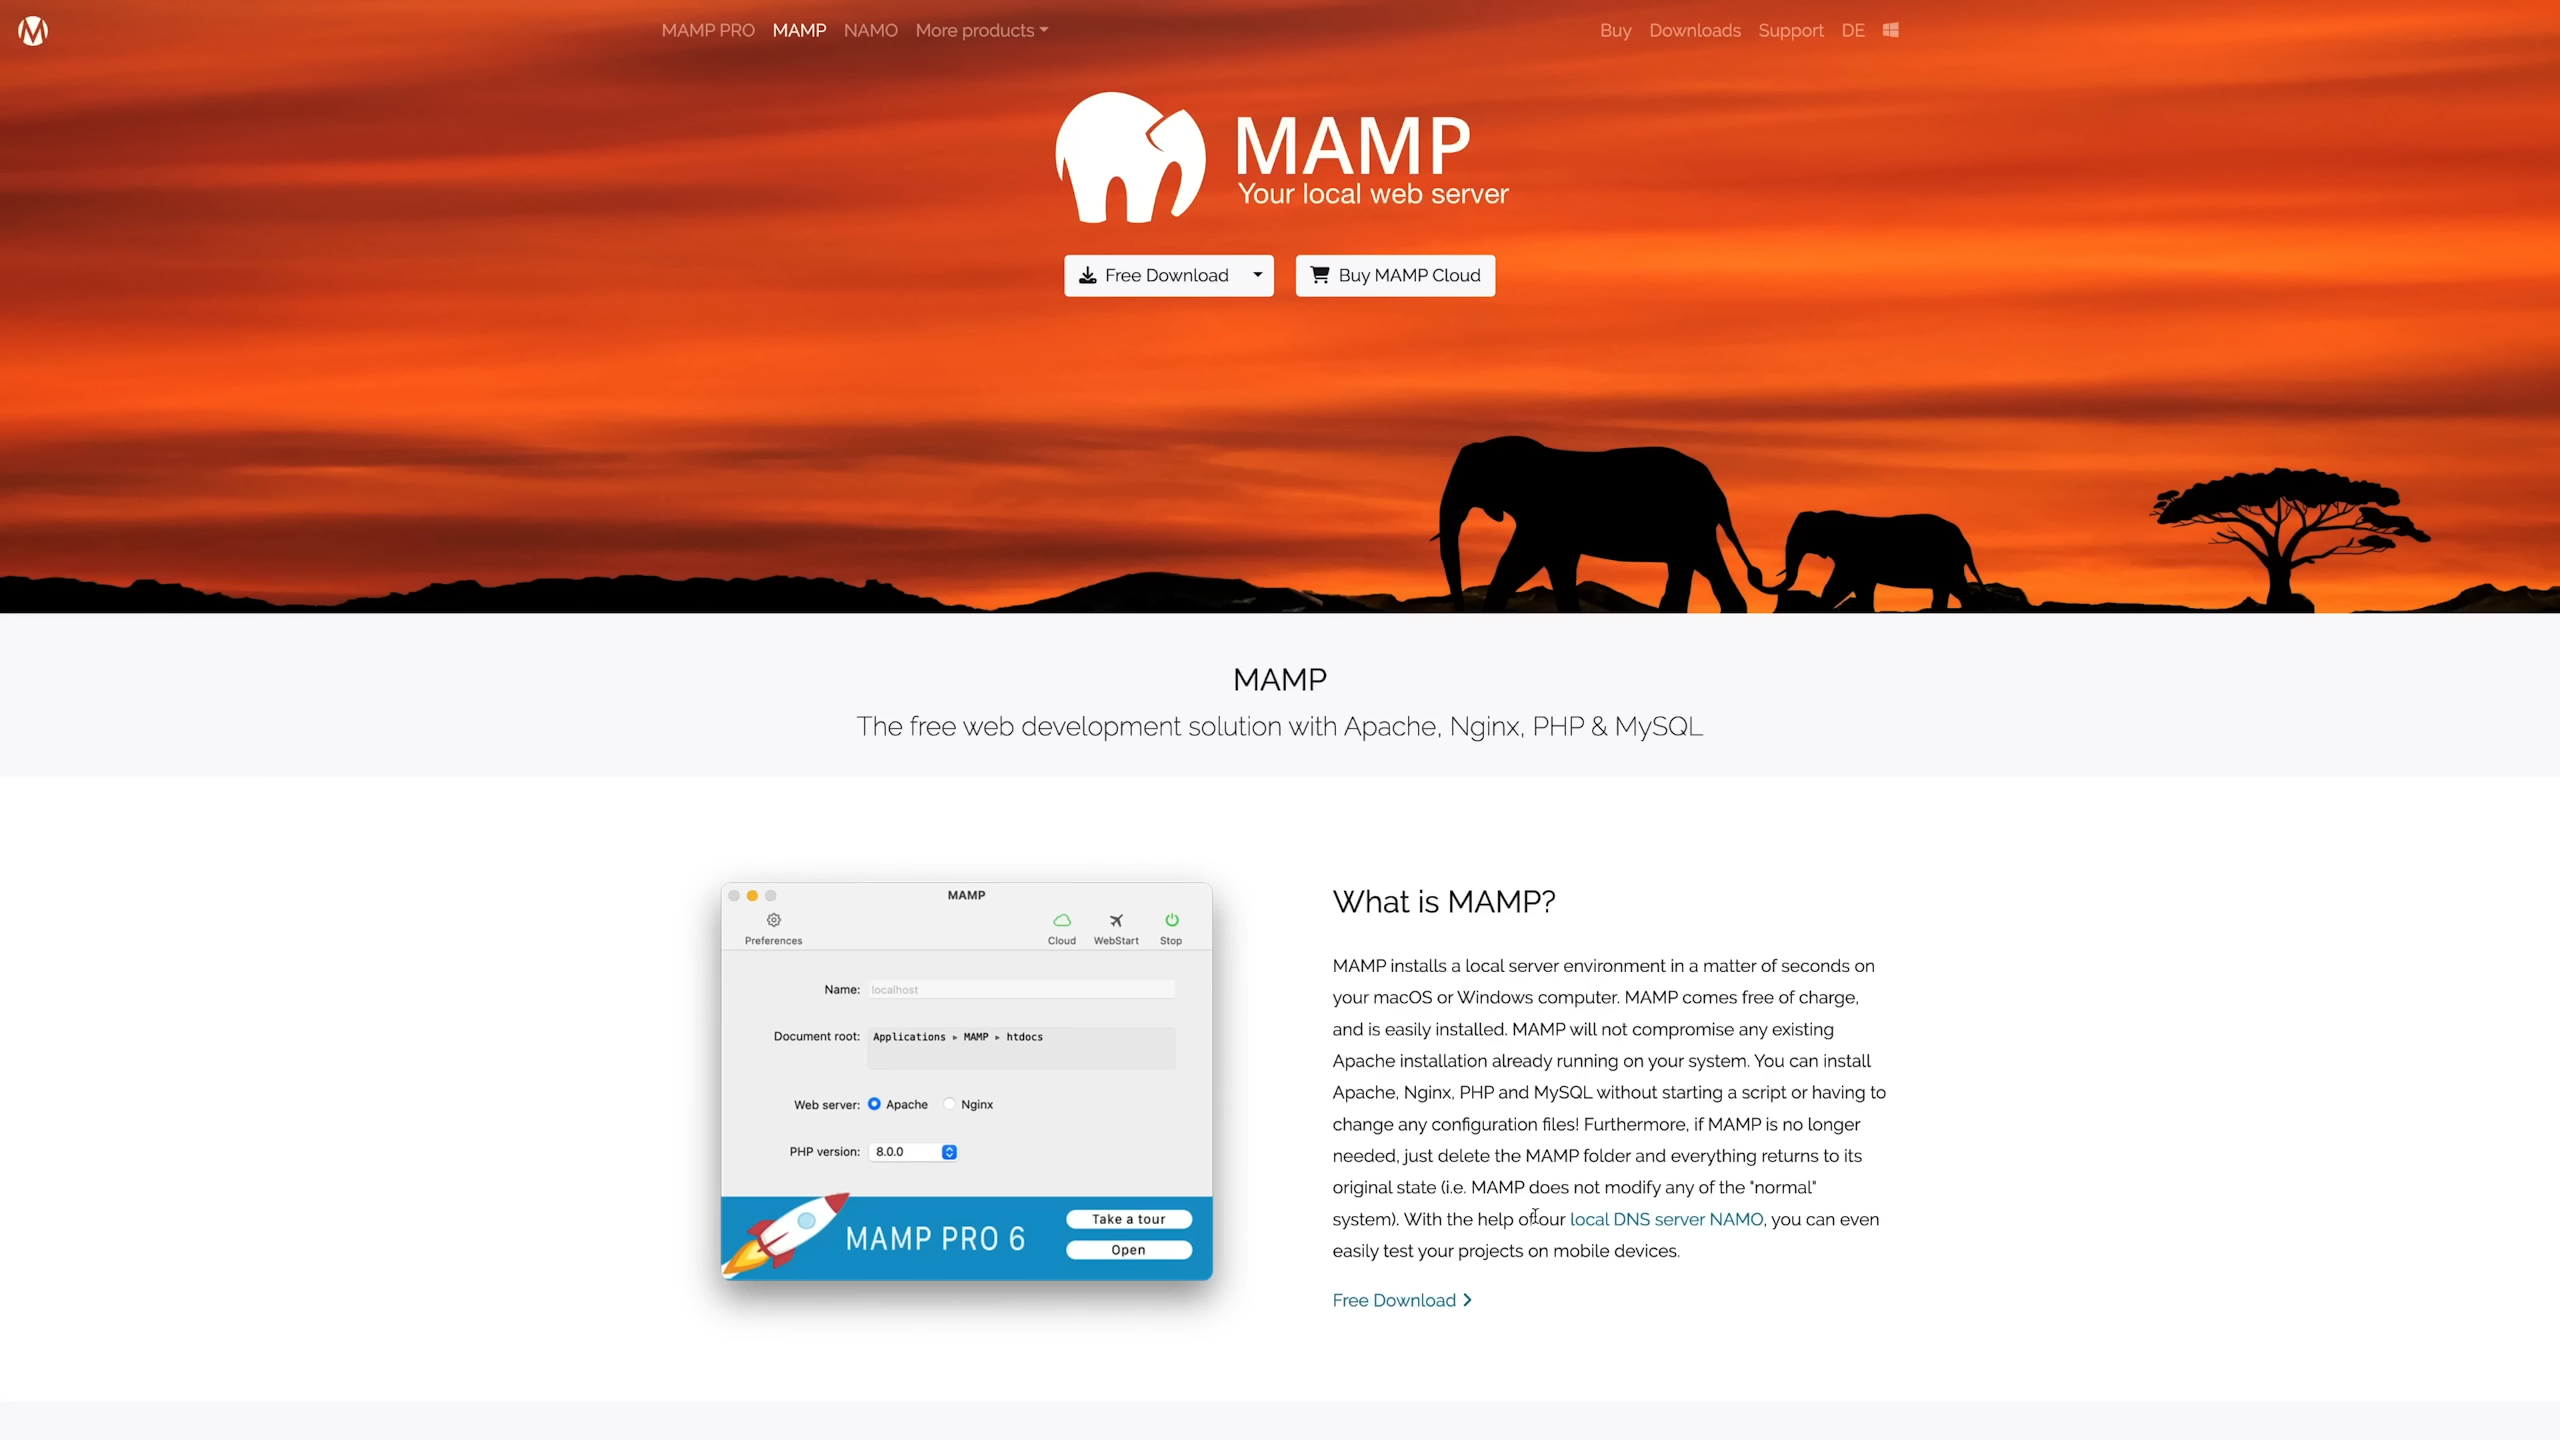 MAMP PRO MAMP NAMO More products
Buy Downloads Support DE
MAMP
Your local web server
Free Download
Buy MAMP Cloud
MAMP
The free web development solution with Apache, Nginx, PHP & MySQL
MAMP
Preferences
Cloud WebStart Stop
Name: localhost
Document root: Applications ▸ MAMP ▸ htdocs
Web server: Apache Nginx
PHP version: 8.0.0
MAMP PRO 6
Take a tour
Open
What is MAMP?
MAMP installs a local server environment in a matter of seconds on
your macOS or Windows computer. MAMP comes free of charge,
and is easily installed. MAMP will not compromise any existing
Apache installation already running on your system. You can install
Apache, Nginx, PHP and MySQL without starting a script or having to
change any configuration files! Furthermore, if MAMP is no longer
needed, just delete the MAMP folder and everything returns to its
original state (i.e. MAMP does not modify any of the "normal"
system). With the help of our local DNS server NAMO, you can even
easily test your projects on mobile devices.
Free Download